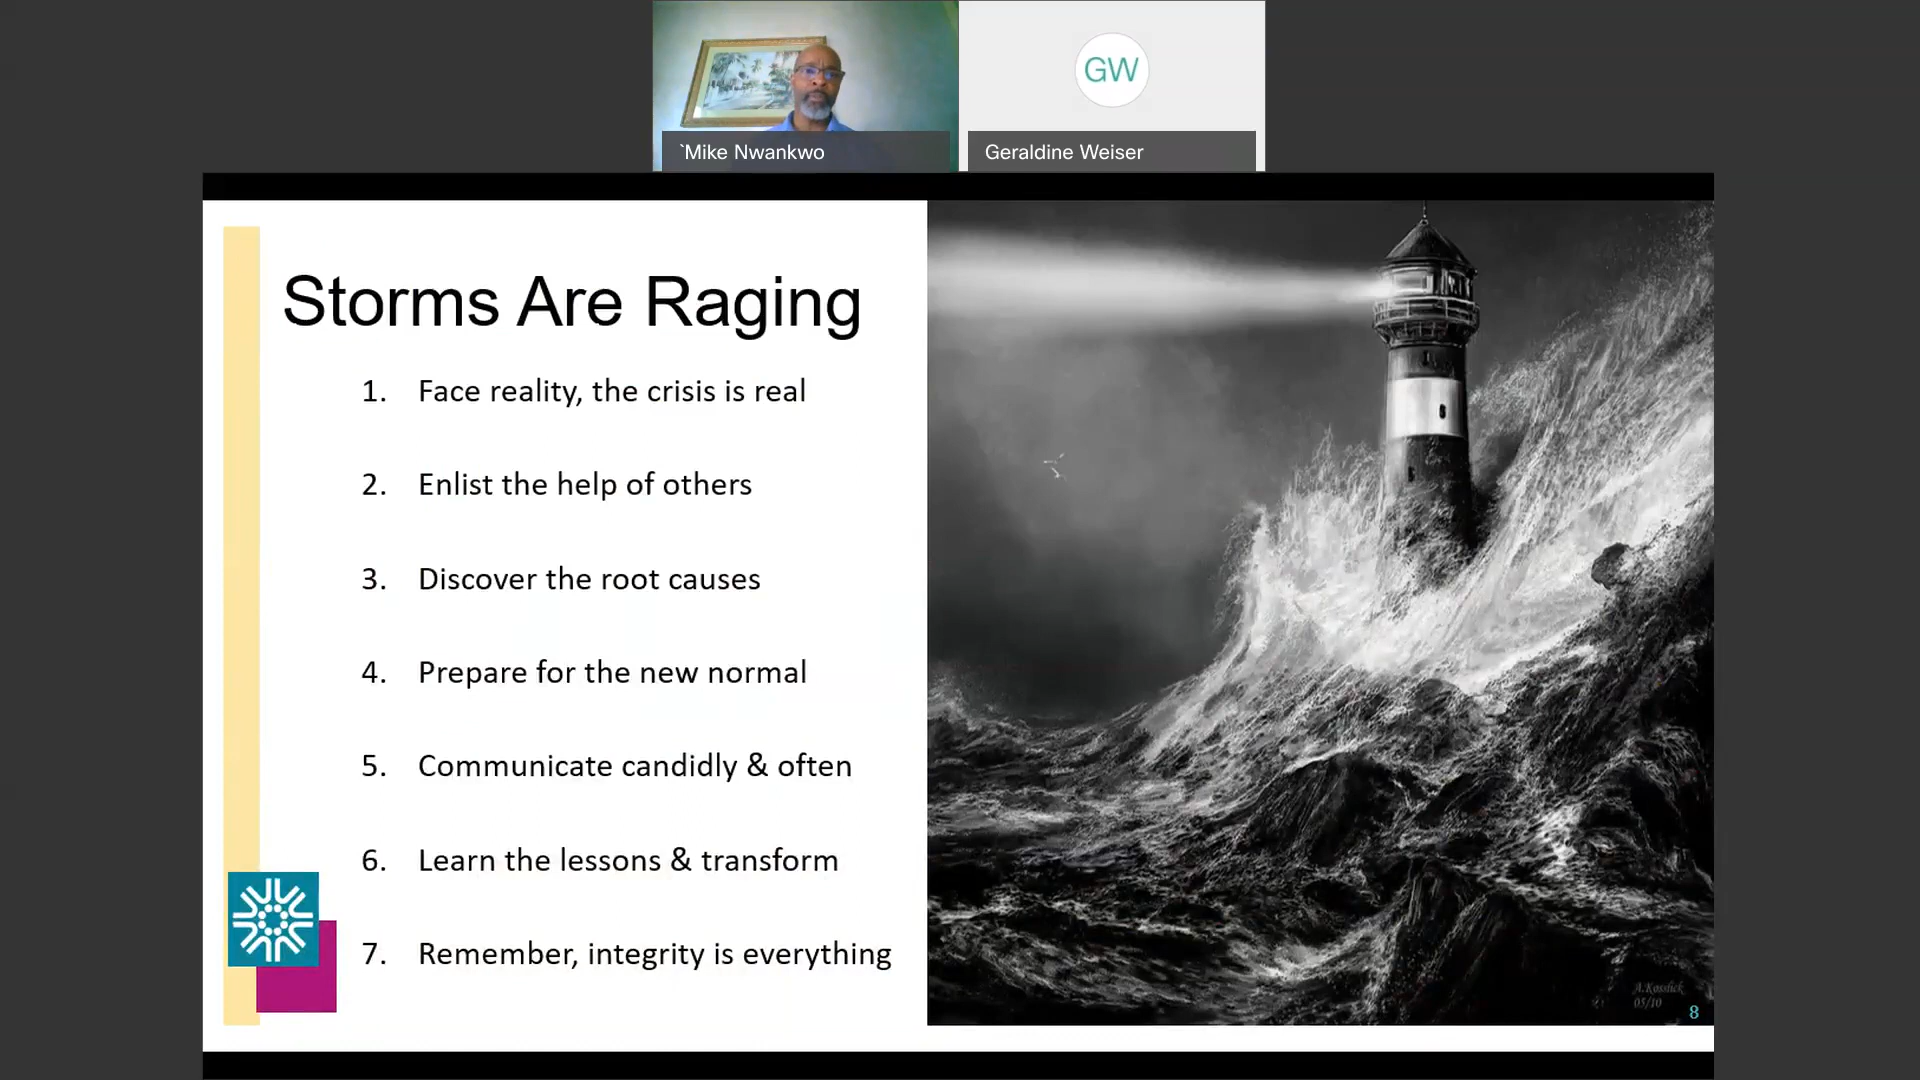 GW
`Mike Nwankwo
Geraldine Weiser
Storms Are Raging
1. Face reality, the crisis is real
2. Enlist the help of others
3. Discover the root causes
4. Prepare for the new normal
5. Communicate candidly & often
6. Learn the lessons & transform
7. Remember, integrity is everything
A.Kosslick
05/10
8